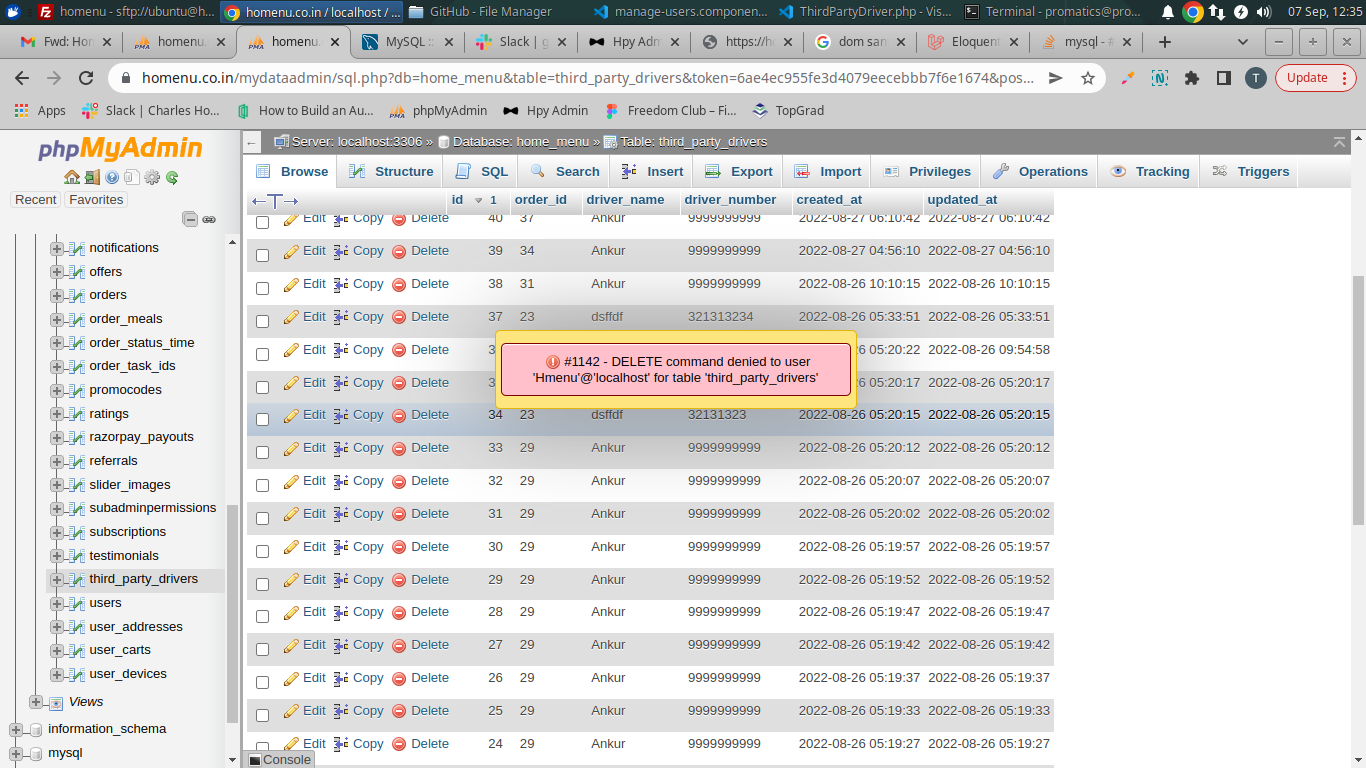 homenu - sftp://ubuntu@h...
homenu.co.in / localhost / ...
GitHub - File Manager
manage-users.componen...
ThirdPartyDriver.php - Vis...
Terminal - promatics@pro...
07 Sep, 12:35
Fwd: Hom
homenu.
homenu.
MySQL ::
Slack | g
Hpy Adm
https://h
dom san
Eloquent
mysql - #
homenu.co.in/mydataadmin/sql.php?db=home_menu&table=third_party_drivers&token=6ae4ec955fe3d4079eecebbb7f6e1674&pos...
T
Update
Apps
Slack | Charles Ho...
How to Build an Au...
phpMyAdmin
Hpy Admin
Freedom Club – Fi...
TopGrad
phpMyAdmin
Recent
Favorites
notifications
offers
orders
order_meals
order_status_time
order_task_ids
promocodes
ratings
razorpay_payouts
referrals
slider_images
subadminpermissions
subscriptions
testimonials
third_party_drivers
users
user_addresses
user_carts
user_devices
Views
information_schema
mysql
Server: localhost:3306 » Database: home_menu » Table: third_party_drivers
Browse Structure SQL Search Insert Export Import Privileges Operations Tracking Triggers
id 1 order_id driver_name driver_number created_at updated_at
Edit Copy Delete 40 37 Ankur 9999999999 2022-08-27 06:10:42 2022-08-27 06:10:42
Edit Copy Delete 39 34 Ankur 9999999999 2022-08-27 04:56:10 2022-08-27 04:56:10
Edit Copy Delete 38 31 Ankur 9999999999 2022-08-26 10:10:15 2022-08-26 10:10:15
Edit Copy Delete 37 23 dsffdf 321313234 2022-08-26 05:33:51 2022-08-26 05:33:51
Edit Copy Delete 3 6 05:20:22 2022-08-26 09:54:58
Edit Copy Delete 3 6 05:20:17 2022-08-26 05:20:17
#1142 - DELETE command denied to user
'Hmenu'@'localhost' for table 'third_party_drivers'
Edit Copy Delete 34 23 dsffdf 32131323 2022-08-26 05:20:15 2022-08-26 05:20:15
Edit Copy Delete 33 29 Ankur 9999999999 2022-08-26 05:20:12 2022-08-26 05:20:12
Edit Copy Delete 32 29 Ankur 9999999999 2022-08-26 05:20:07 2022-08-26 05:20:07
Edit Copy Delete 31 29 Ankur 9999999999 2022-08-26 05:20:02 2022-08-26 05:20:02
Edit Copy Delete 30 29 Ankur 9999999999 2022-08-26 05:19:57 2022-08-26 05:19:57
Edit Copy Delete 29 29 Ankur 9999999999 2022-08-26 05:19:52 2022-08-26 05:19:52
Edit Copy Delete 28 29 Ankur 9999999999 2022-08-26 05:19:47 2022-08-26 05:19:47
Edit Copy Delete 27 29 Ankur 9999999999 2022-08-26 05:19:42 2022-08-26 05:19:42
Edit Copy Delete 26 29 Ankur 9999999999 2022-08-26 05:19:37 2022-08-26 05:19:37
Edit Copy Delete 25 29 Ankur 9999999999 2022-08-26 05:19:33 2022-08-26 05:19:33
Edit Copy Delete 24 29 Ankur 9999999999 2022-08-26 05:19:27 2022-08-26 05:19:27
Console